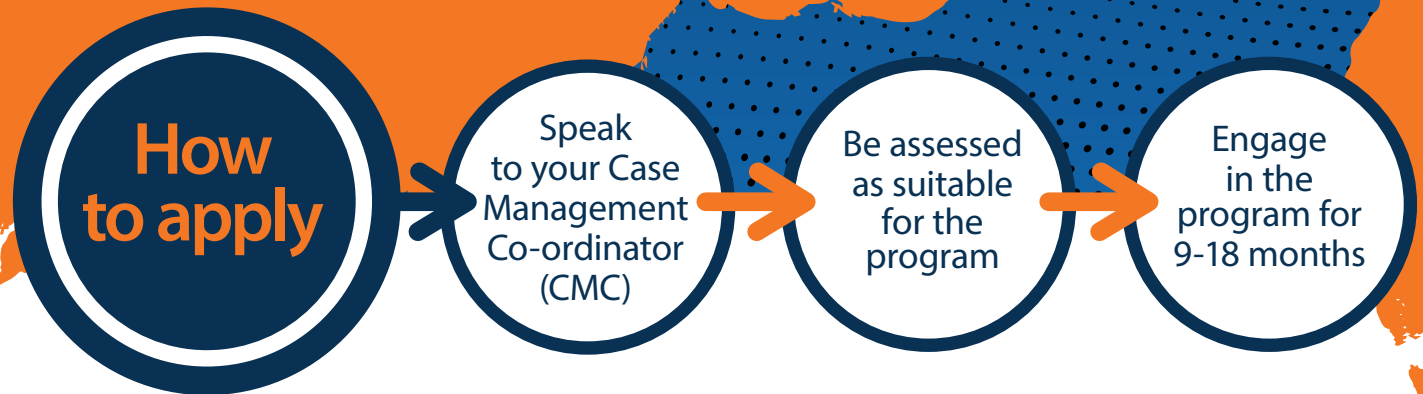 How
to apply
Speak
to your Case
Management
Co-ordinator
(CMC)
Be assessed
as suitable
for the
program
Engage
in the
program for
9-18 months